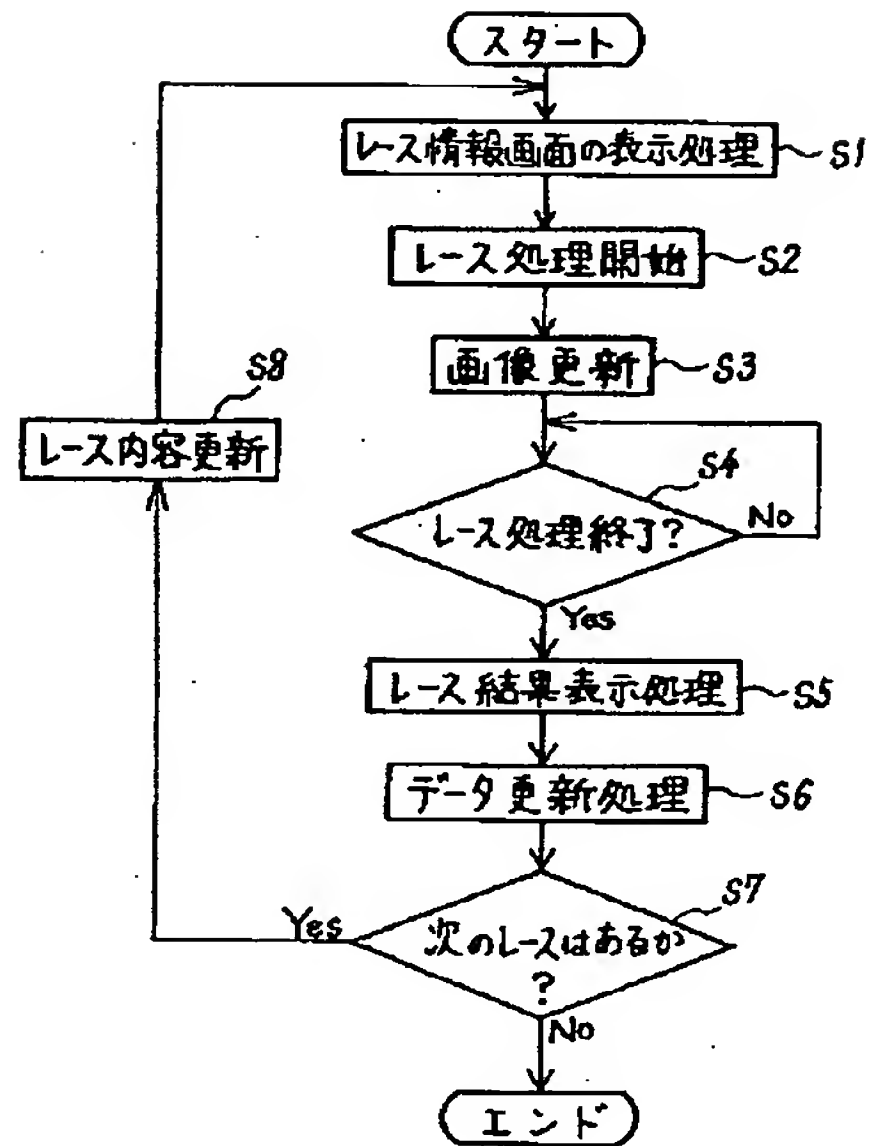 スタート
レース情報画面の表示処理 S1
レース処理開始 S2
画像更新 S3
S8
レース内容更新
S4
レース処理終了? No
Yes
レース結果表示処理 S5
データ更新処理 S6
S7
Yes 次のレースはあるか
?
No
エンド